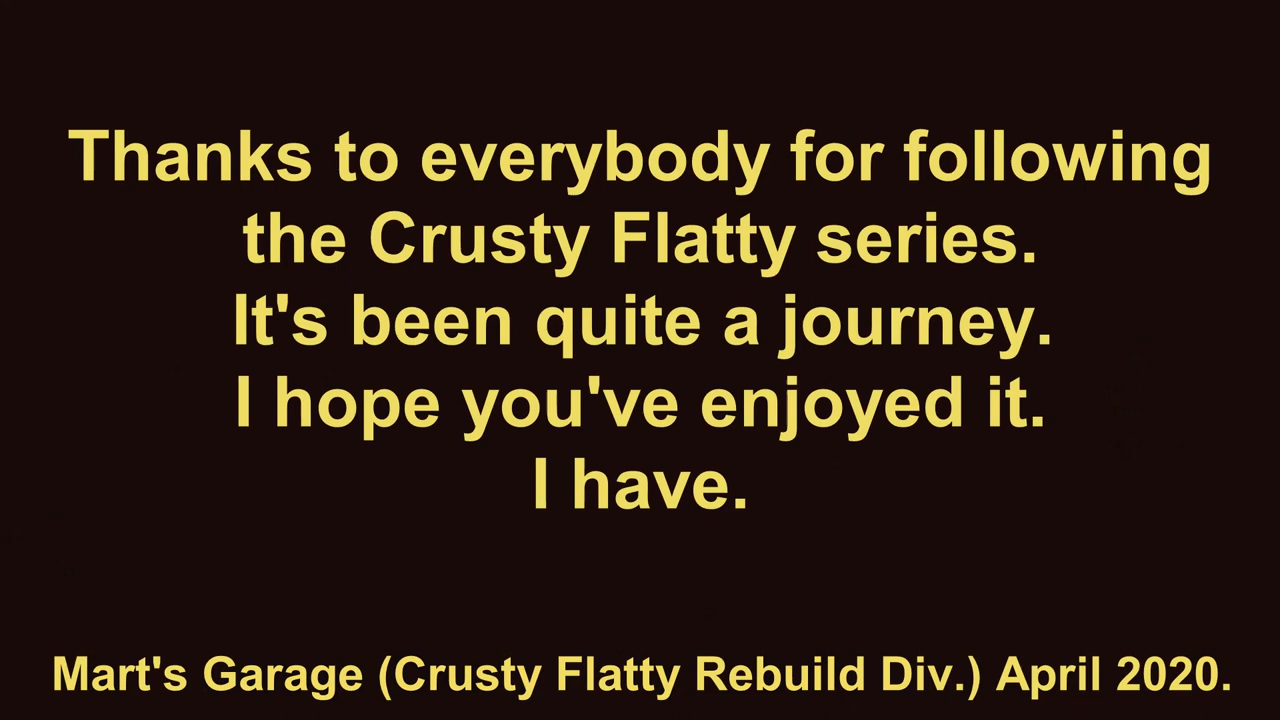 Thanks to everybody for following
the Crusty Flatty series.
It's been quite a journey.
I hope you've enjoyed it.
I have.
Mart's Garage (Crusty Flatty Rebuild Div.) April 2020.